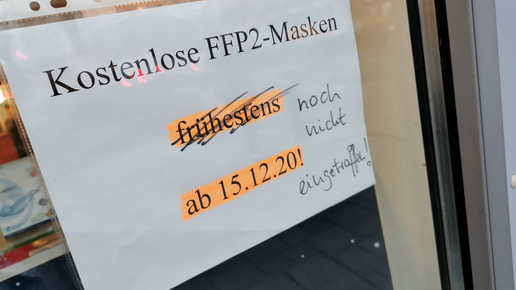 Kostenlose FFP2-Masken
frühestens
ab 15.12.20!
noch
nicht
eingetroffen!